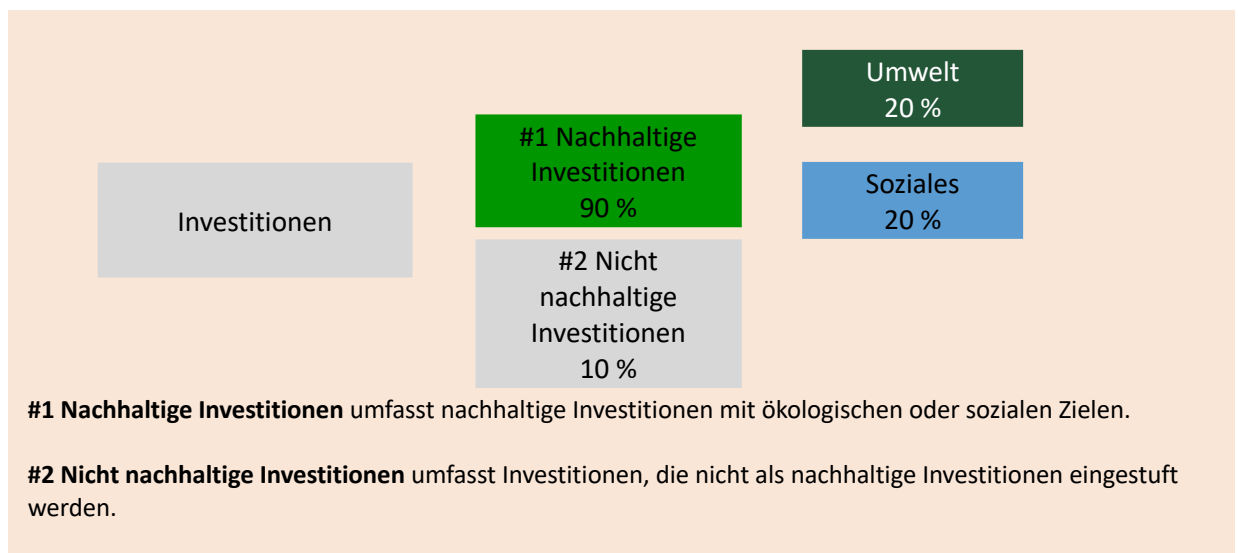 Umwelt
20 %
#1 Nachhaltige
Investitionen
90 %
Soziales
20 %
Investitionen
#2 Nicht
nachhaltige
Investitionen
10 %
#1 Nachhaltige Investitionen umfasst nachhaltige Investitionen mit ökologischen oder sozialen Zielen.
#2 Nicht nachhaltige Investitionen umfasst Investitionen, die nicht als nachhaltige Investitionen eingestuft
werden.